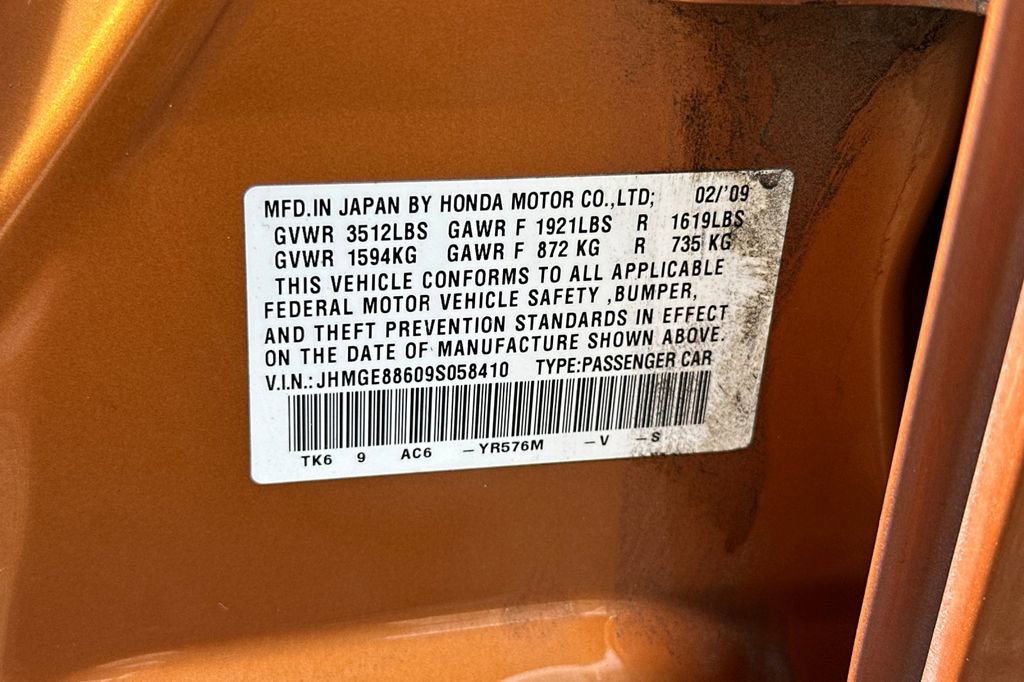 MFD.IN JAPAN BY HONDA MOTOR CO.,LTD; 02/'09
GVWR 3512LBS GAWR F 1921LBS R 1619LBS
GVWR 1594KG GAWR F 872 KG R 735 KG
THIS VEHICLE CONFORMS TO ALL APPLICABLE
FEDERAL MOTOR VEHICLE SAFETY ,BUMPER,
AND THEFT PREVENTION STANDARDS IN EFFECT
ON THE DATE OF MANUFACTURE SHOWN ABOVE.
V.I.N.:JHMGE88609S058410 TYPE:PASSENGER CAR
TK6 9 AC6 -YR576M -V -S